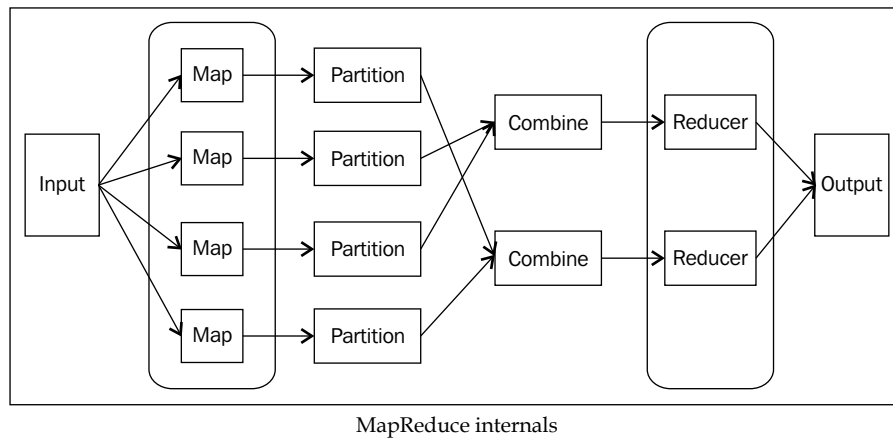 Input
Map
Partition
Map
Partition
Map
Partition
Map
Partition
Combine
Combine
Reducer
Reducer
Output
MapReduce internals